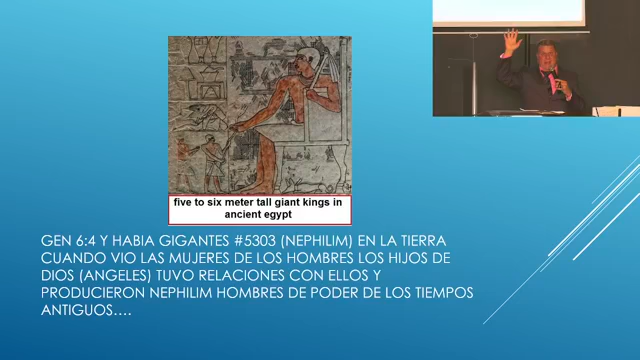 five to six meter tall giant kings in
ancient egypt
GEN 6:4 Y HABIA GIGANTES #5303 (NEPHILIM) EN LA TIERRA
CUANDO VIO LAS MUJERES DE LOS HOMBRES LOS HIJOS DE
DIOS (ANGELES) TUVO RELACIONES CON ELLOS Y
PRODUCIERON NEPHILIM HOMBRES DE PODER DE LOS TIEMPOS
ANTIGUOS....